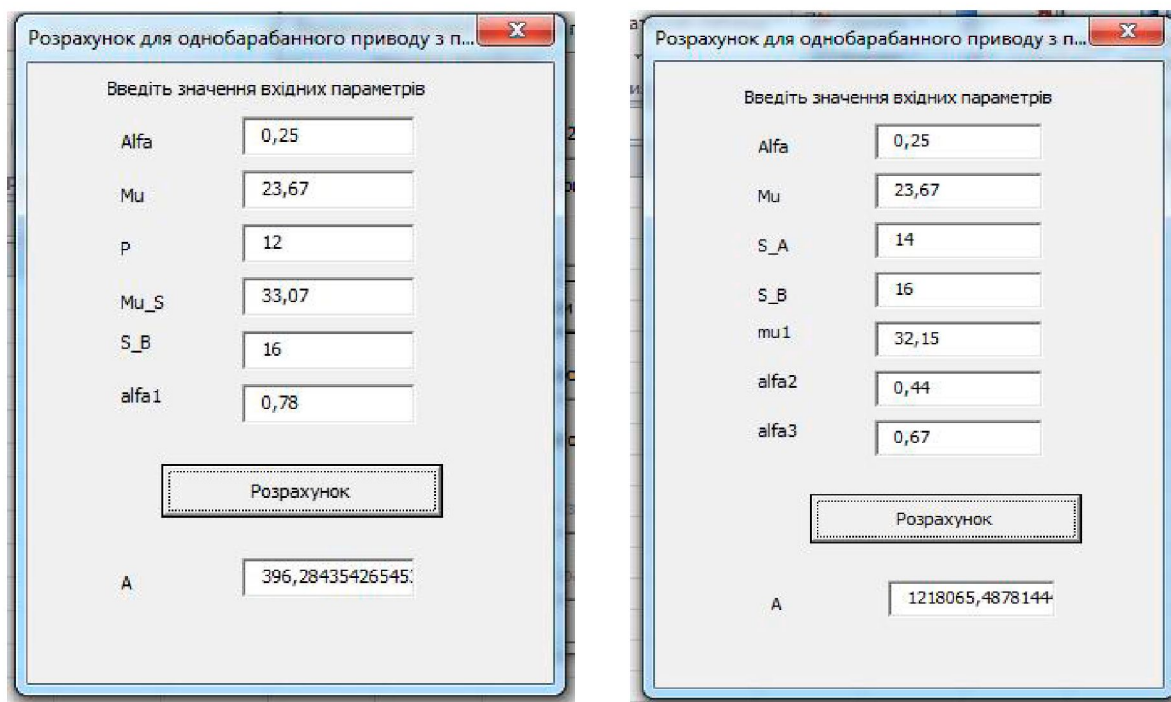 Розрахунок для однобарабанного приводу з п...
Введіть значення вхідних параметрів
Alfa 0,25
Mu 23,67
P 12
Mu_S 33,07
S_B 16
alfa1 0,78
Розрахунок
A 396,28435426545
Розрахунок для однобарабанного приводу з п...
Введіть значення вхідних параметрів
Alfa 0,25
Mu 23,67
S_A 14
S_B 16
mu1 32,15
alfa2 0,44
alfa3 0,67
Розрахунок
A 1218065,4878144